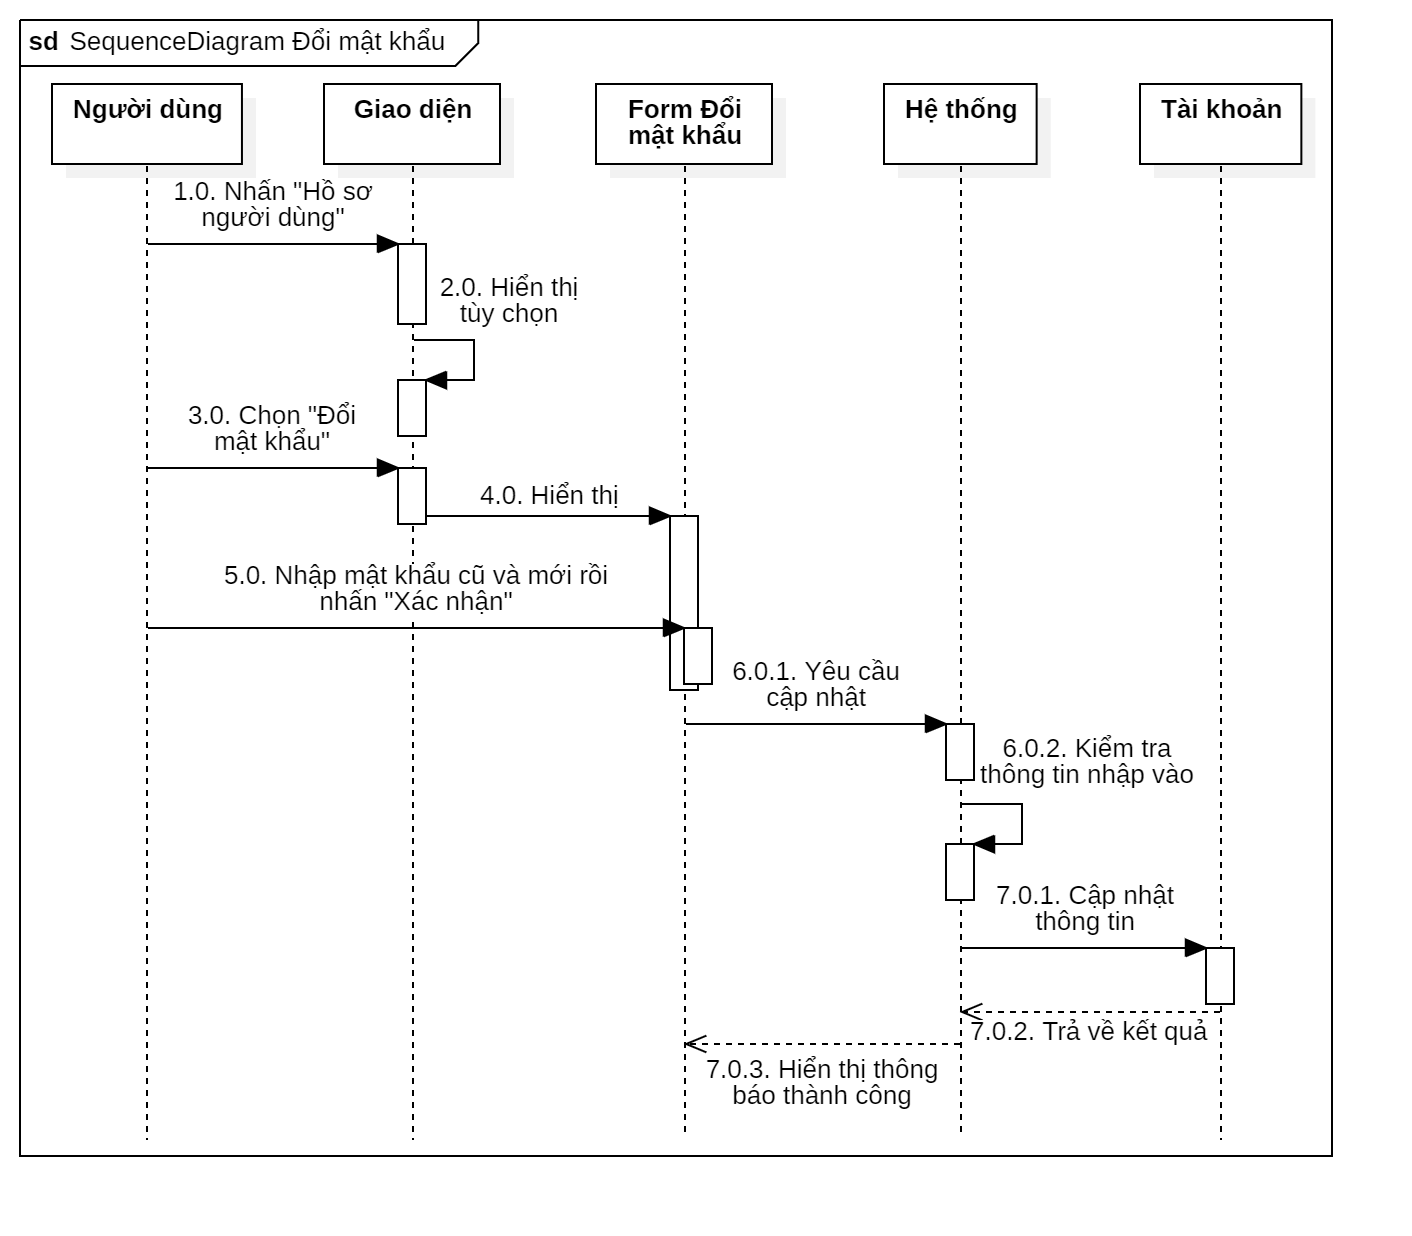 sd SequenceDiagram Đổi mật khẩu
Người dùng
Giao diện
Form Đổi
mật khẩu
Hệ thống
Tài khoản
1.0. Nhấn "Hồ sơ
người dùng"
2.0. Hiển thị
tùy chọn
3.0. Chọn "Đổi
mật khẩu"
4.0. Hiển thị
5.0. Nhập mật khẩu cũ và mới rồi
nhấn "Xác nhận"
6.0.1. Yêu cầu
cập nhật
6.0.2. Kiểm tra
thông tin nhập vào
7.0.1. Cập nhật
thông tin
7.0.2. Trả về kết quả
7.0.3. Hiển thị thông
báo thành công